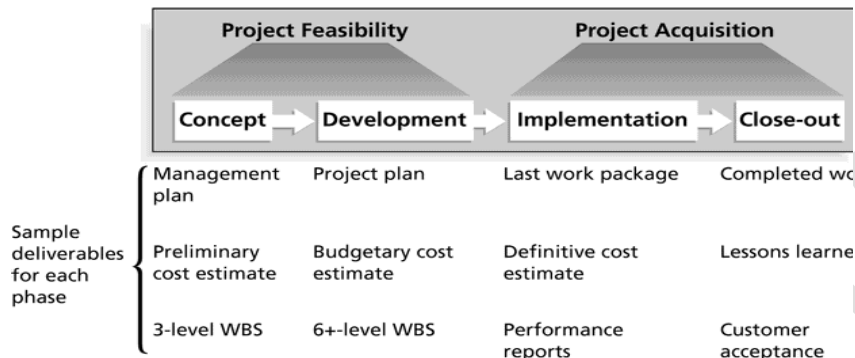 Project Feasibility Project Acquisition
Concept Development Implementation Close-out
Management plan Project plan Last work package Completed
Sample deliverables for each phase
Preliminary cost estimate Budgetary cost estimate Definitive cost estimate Lessons
3-level WBS 6+-level WBS Performance reports Customer acceptance